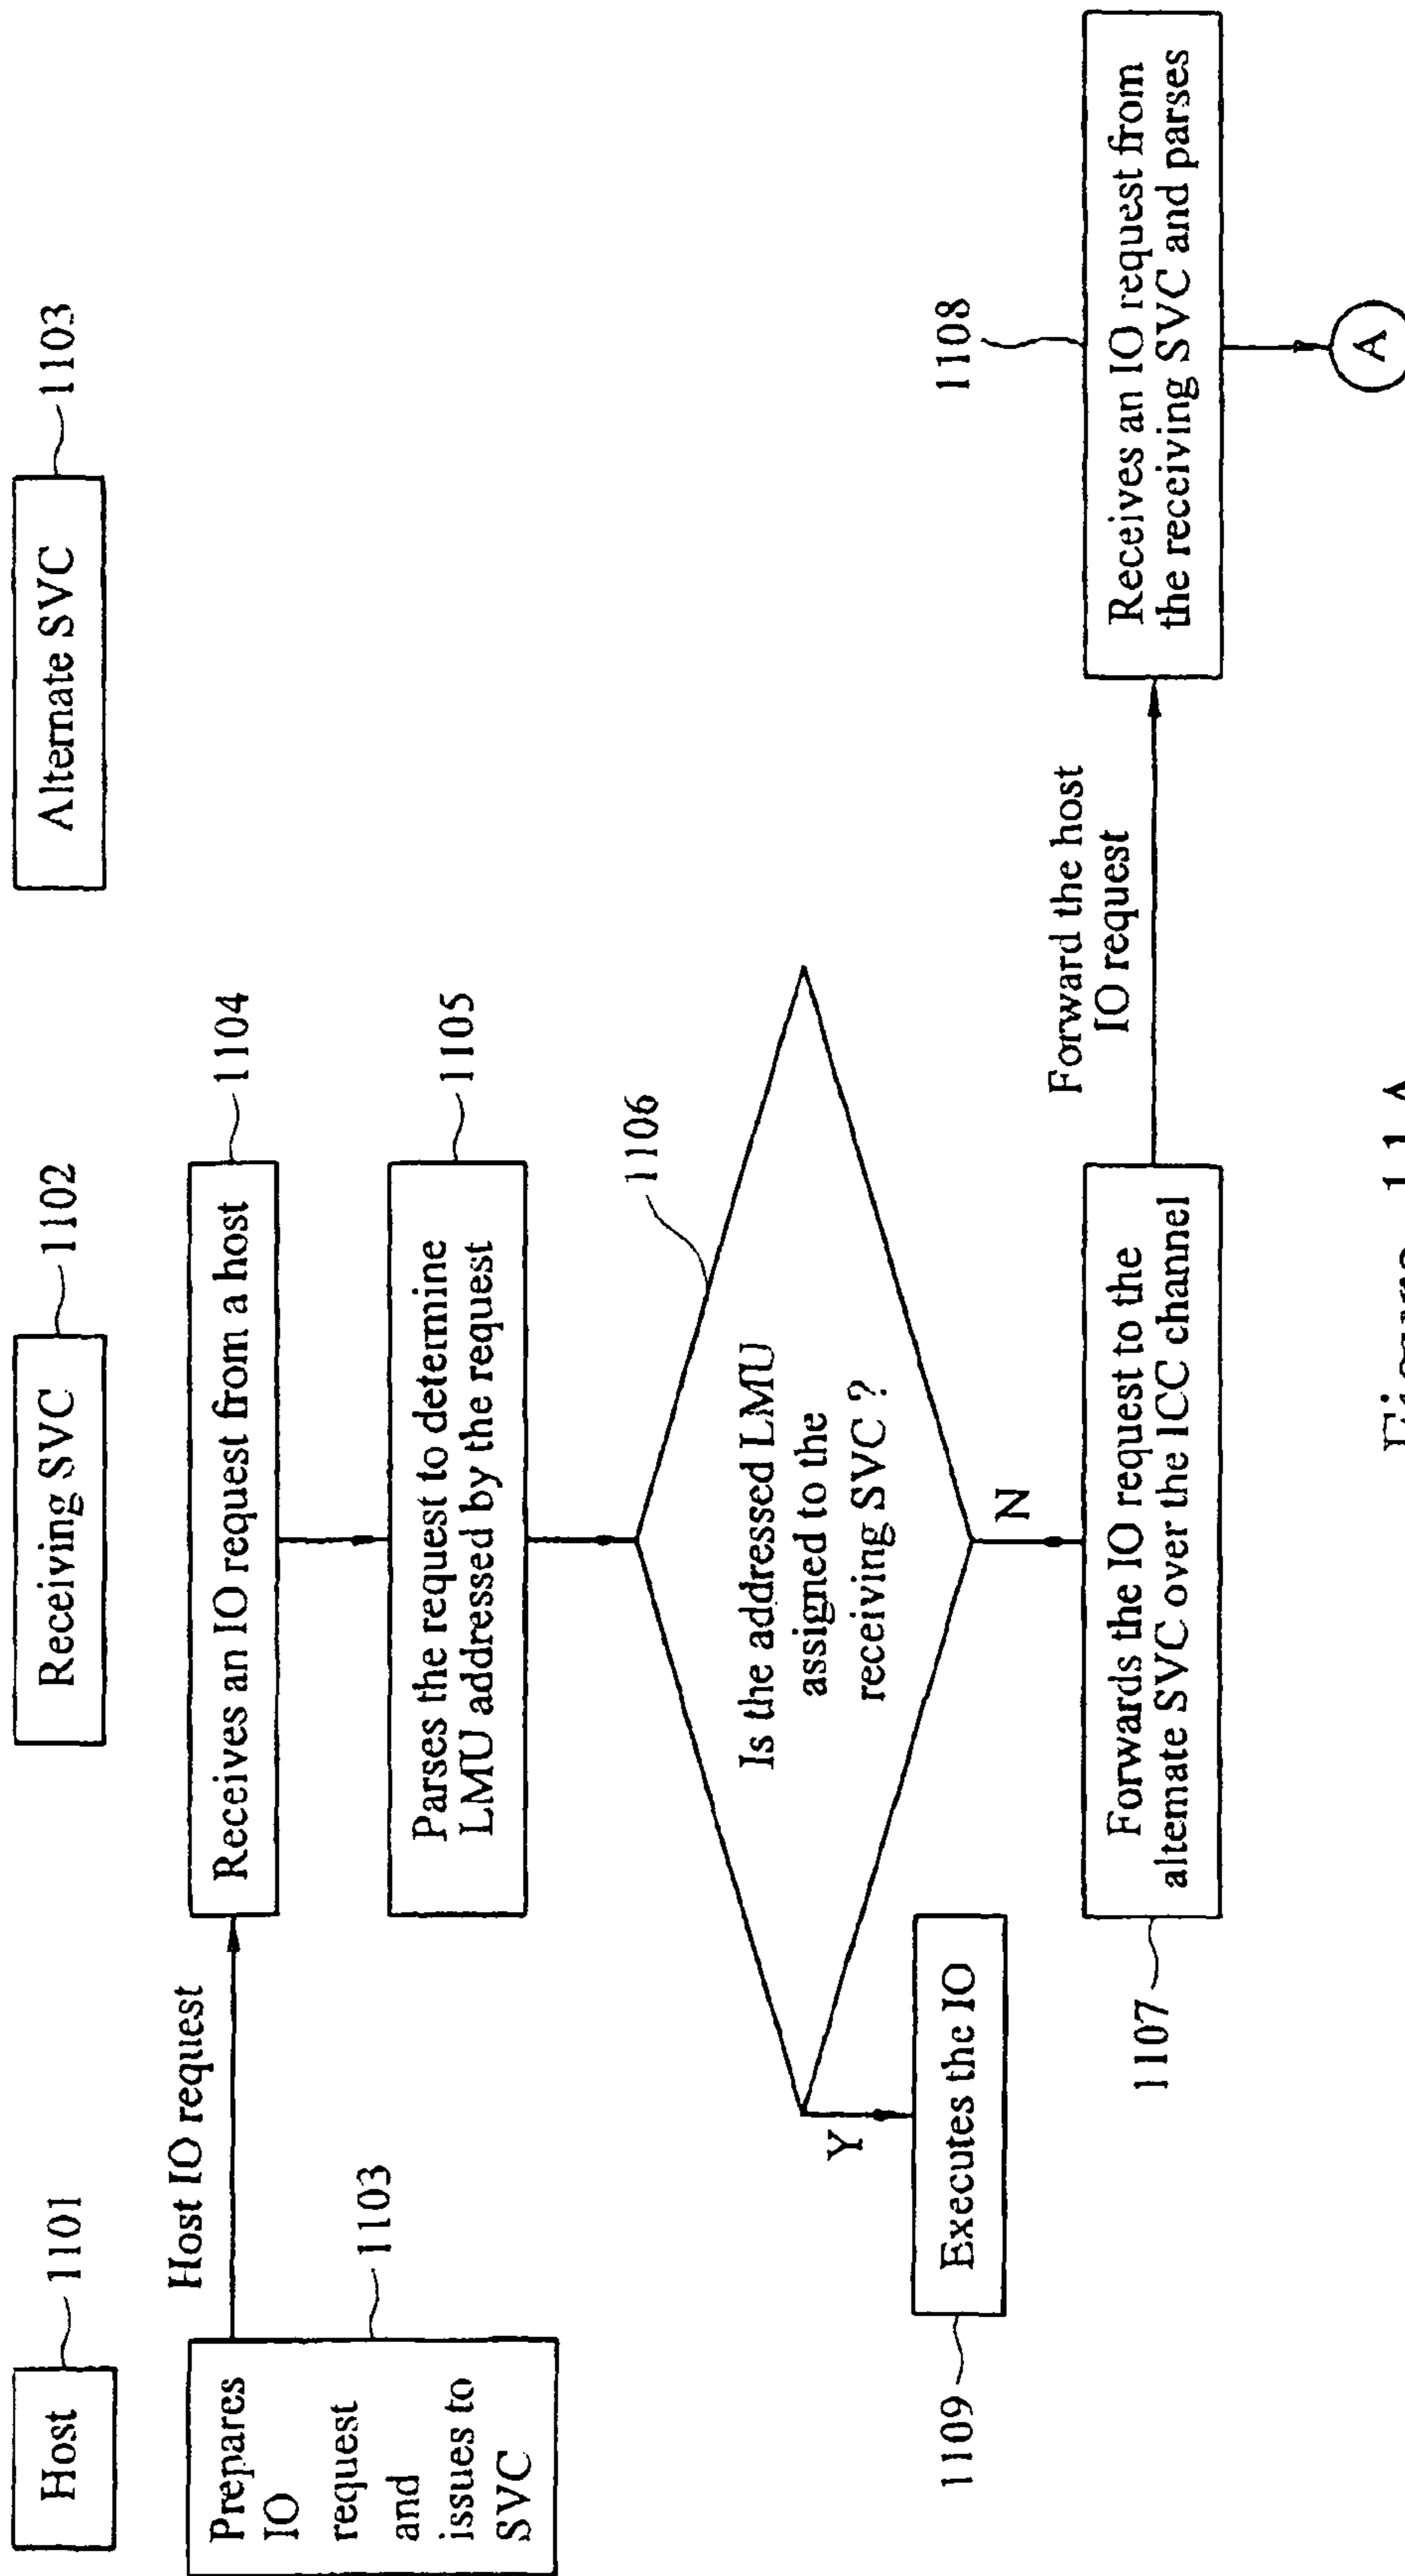 Host
1101
Receiving SVC
1102
Alternate SVC
1103
Prepares
IO
request
and
issues to
SVC
1103
Host IO request
Receives an IO request from a host
1104
Parses the request to determine
LMU addressed by the request
1105
Is the addressed LMU
assigned to the
receiving SVC ?
1106
Y
Executes the IO
1109
N
Forwards the IO request to the
alternate SVC over the ICC channel
1107
Forward the host
IO request
Receives an IO request from
the receiving SVC and parses
1108
A
Figure 11A